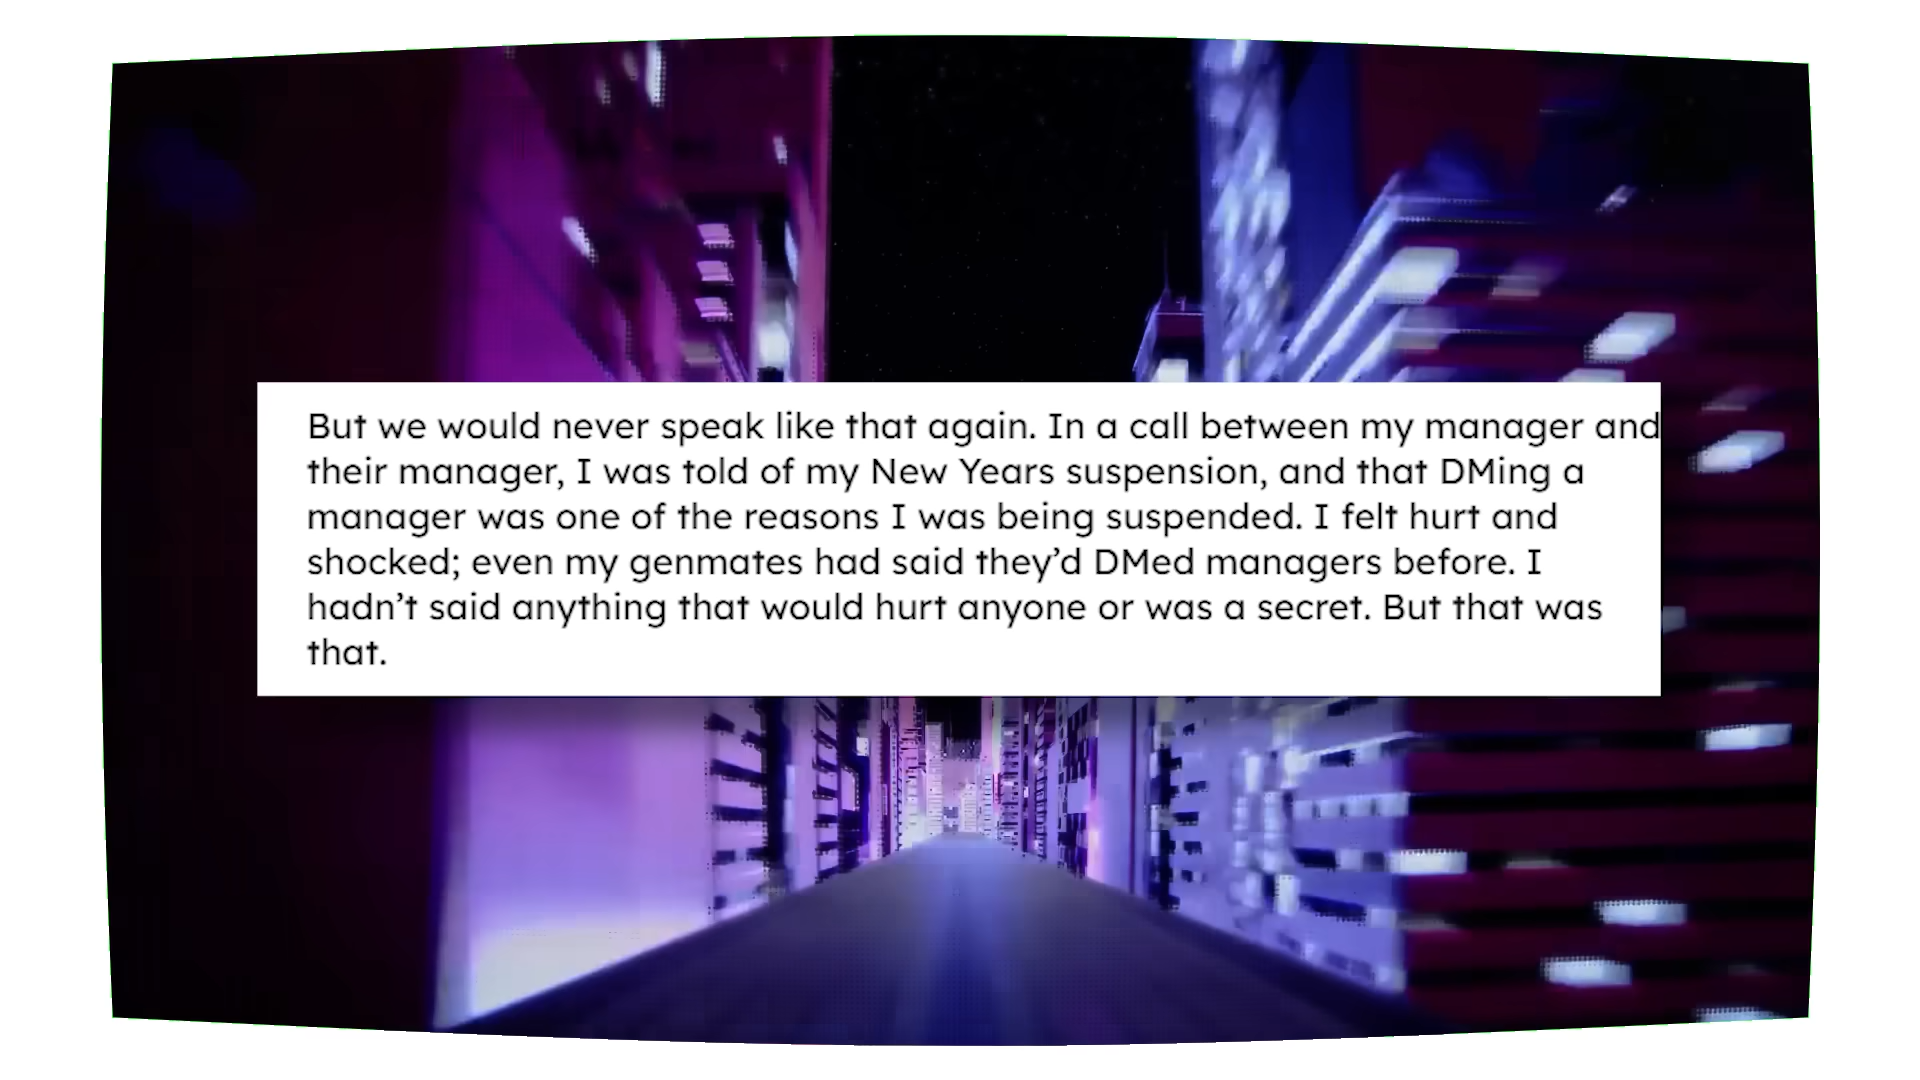 But we would never speak like that again. In a call between my manager and
their manager, I was told of my New Years suspension, and that DMing a
manager was one of the reasons I was being suspended. I felt hurt and
shocked; even my genmates had said they’d DMed managers before. I
hadn’t said anything that would hurt anyone or was a secret. But that was
that.